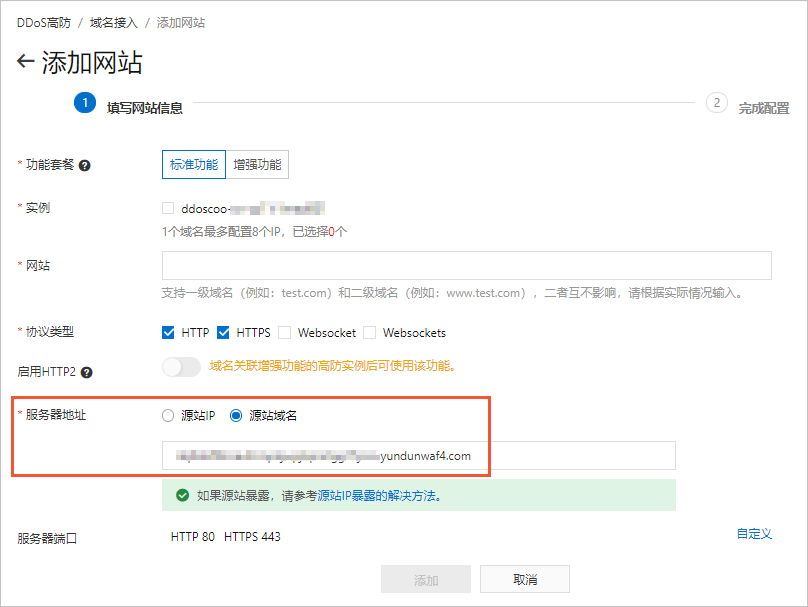 DDoS高防 / 域名接入 / 添加网站
← 添加网站
1 填写网站信息
2 完成配置
* 功能套餐 ?
标准功能 增强功能
* 实例
ddoscoo-
1个域名最多配置8个IP，已选择0个
* 网站
支持一级域名（例如：test.com）和二级域名（例如：www.test.com），二者互不影响，请根据实际情况输入。
* 协议类型
HTTP HTTPS Websocket Websockets
启用HTTP2 ?
域名关联增强功能的高防实例后可使用该功能。
* 服务器地址
源站IP 源站域名
yundunwaf4.com
如果源站暴露，请参考源站IP暴露的解决方法。
服务器端口
HTTP 80 HTTPS 443
自定义
添加 取消